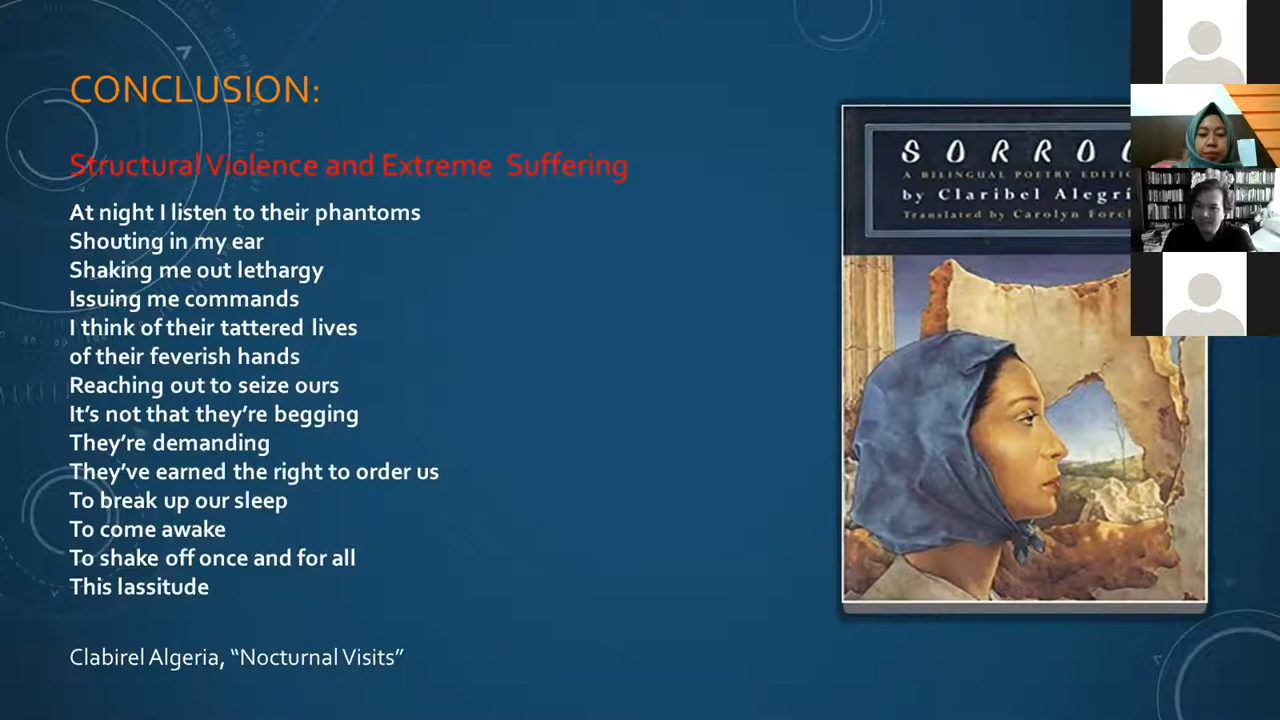 CONCLUSION:
Structural Violence and Extreme Suffering
At night I listen to their phantoms
Shouting in my ear
Shaking me out lethargy
Issuing me commands
I think of their tattered lives
of their feverish hands
Reaching out to seize ours
It’s not that they’re begging
They’re demanding
They’ve earned the right to order us
To break up our sleep
To come awake
To shake off once and for all
This lassitude
Clabirel Algeria, “Nocturnal Visits”
SORRO
A BILINGUAL POETRY EDITI
by Claribel Alegrí
Translated by Carolyn Forc